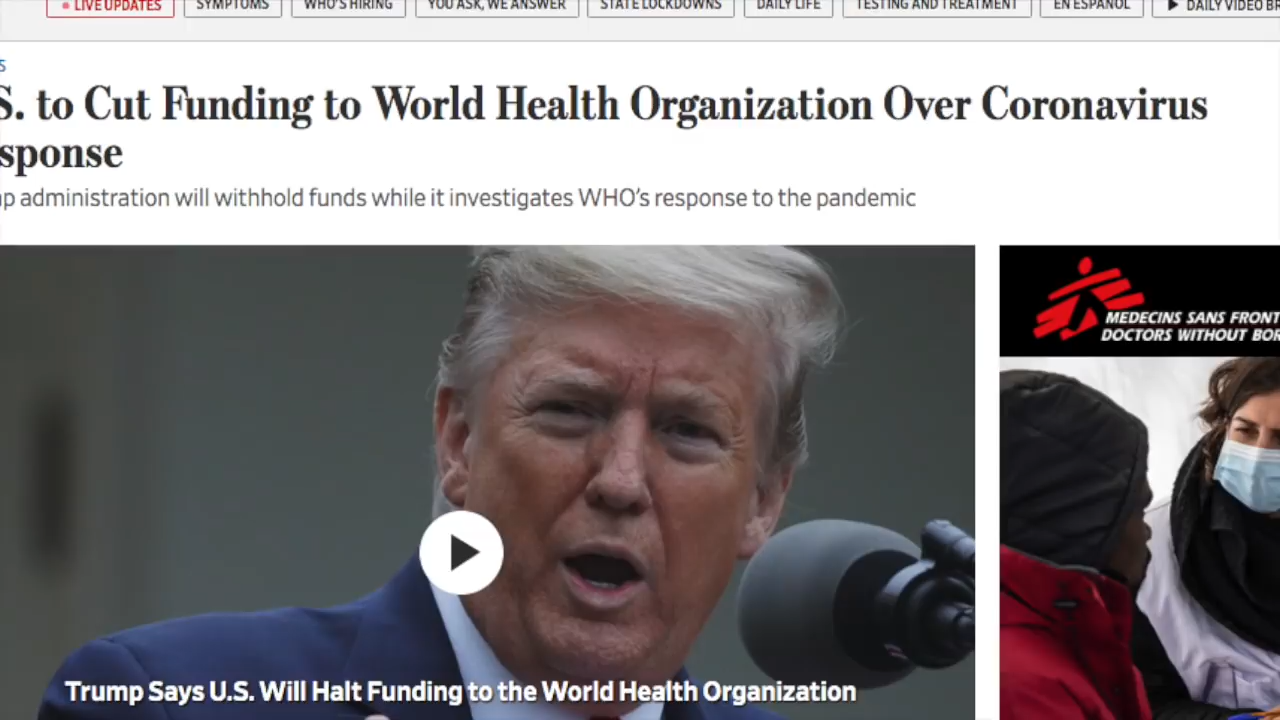 LIVE UPDATES
SYMPTOMS
WHO'S HIRING
YOU ASK, WE ANSWER
STATE LOCKDOWNS
DAILY LIFE
TESTING AND TREATMENT
EN ESPAÑOL
DAILY VIDEO BR
S
S. to Cut Funding to World Health Organization Over Coronavirus
sponse
p administration will withhold funds while it investigates WHO's response to the pandemic
MEDECINS SANS FRONT
DOCTORS WITHOUT BOR
Trump Says U.S. Will Halt Funding to the World Health Organization